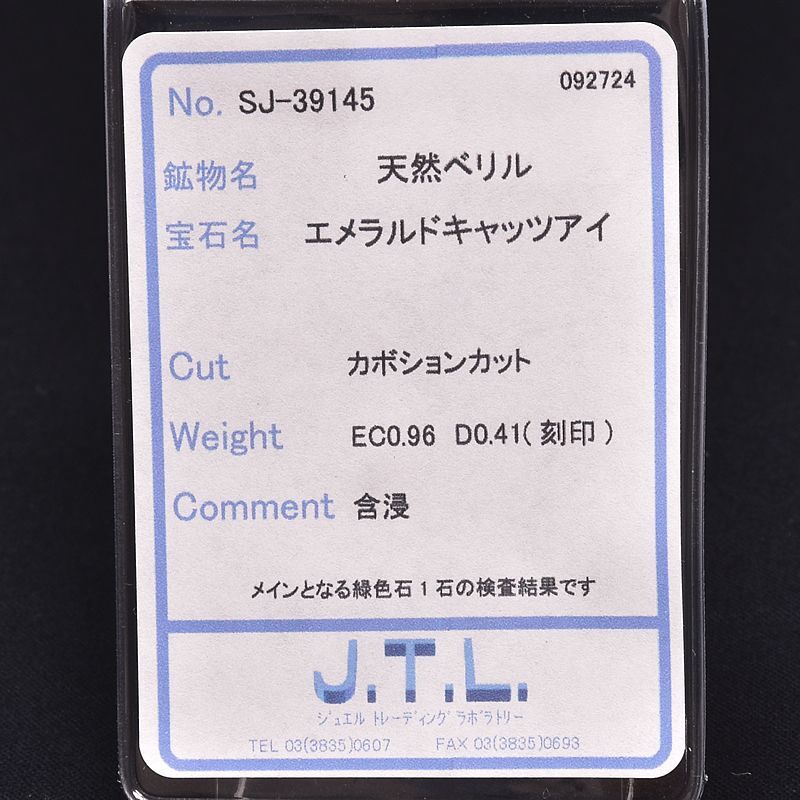 092724
No. SJ-39145
鉱物名 天然ベリル
宝石名 エメラルドキャッツアイ
Cut カボションカット
Weight EC0.96 D0.41(刻印)
Comment 含浸
メインとなる緑色石1石の検査結果です
J.T.L.
ジュエル トレーディング ラボラトリー
TEL 03(3835)0607 FAX 03(3835)0693